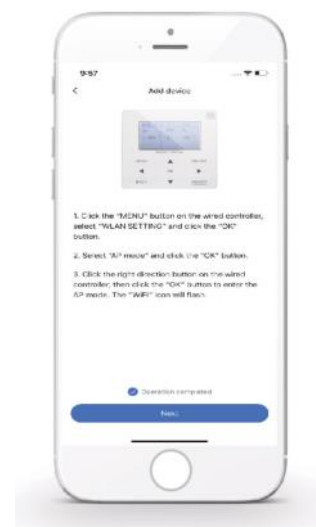 9:57
Add device
1. Click the "MENU" button on the wired controller,
select "WLAN SETTING" and click the "OK"
button.
2. Select "AP mode" and click the "OK" button.
3. Click the right direction button on the wired
controller, then click the "OK" button to enter the
AP mode. The "WiFi" icon will flash.
Operation completed
Next